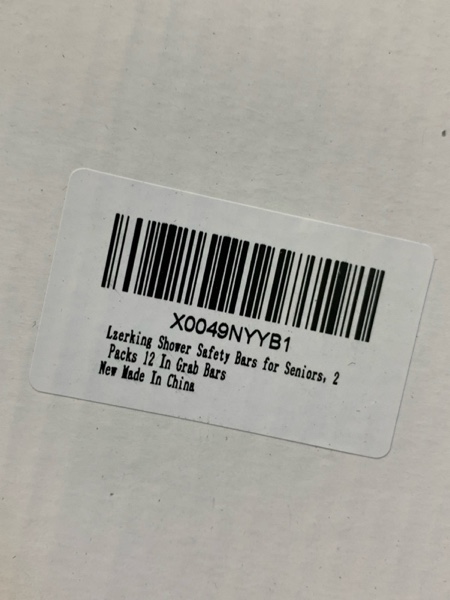 X0049NYYB1
Lzerking Shower Safety Bars for Seniors, 2
Packs 12 In Grab Bars
New Made In China